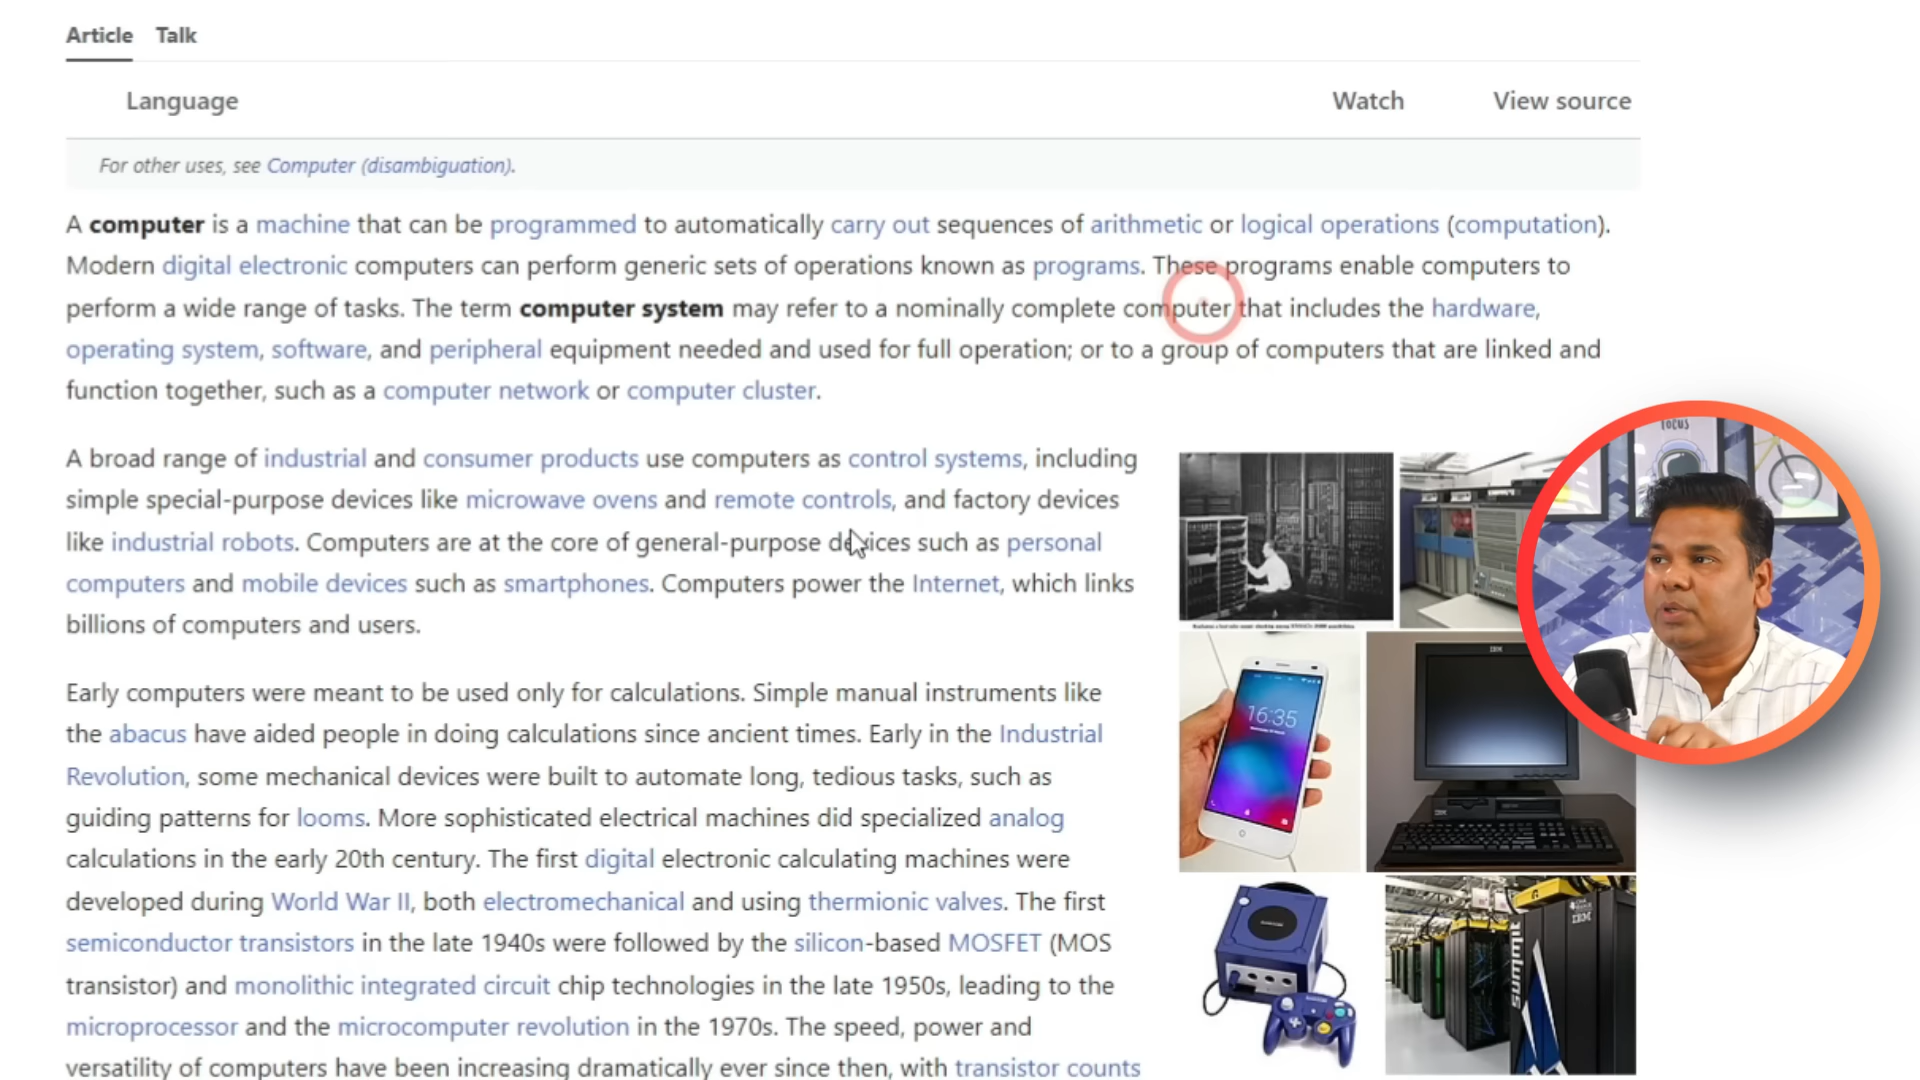 Article Talk
Language Watch View source
For other uses, see Computer (disambiguation).
A computer is a machine that can be programmed to automatically carry out sequences of arithmetic or logical operations (computation).
Modern digital electronic computers can perform generic sets of operations known as programs. These programs enable computers to
perform a wide range of tasks. The term computer system may refer to a nominally complete computer that includes the hardware,
operating system, software, and peripheral equipment needed and used for full operation; or to a group of computers that are linked and
function together, such as a computer network or computer cluster.
A broad range of industrial and consumer products use computers as control systems, including
simple special-purpose devices like microwave ovens and remote controls, and factory devices
like industrial robots. Computers are at the core of general-purpose devices such as personal
computers and mobile devices such as smartphones. Computers power the Internet, which links
billions of computers and users.
Early computers were meant to be used only for calculations. Simple manual instruments like
the abacus have aided people in doing calculations since ancient times. Early in the Industrial
Revolution, some mechanical devices were built to automate long, tedious tasks, such as
guiding patterns for looms. More sophisticated electrical machines did specialized analog
calculations in the early 20th century. The first digital electronic calculating machines were
developed during World War II, both electromechanical and using thermionic valves. The first
semiconductor transistors in the late 1940s were followed by the silicon-based MOSFET (MOS
transistor) and monolithic integrated circuit chip technologies in the late 1950s, leading to the
microprocessor and the microcomputer revolution in the 1970s. The speed, power and
versatility of computers have been increasing dramatically ever since then, with transistor counts
FOCUS
16:35
IBM
IBM
summit